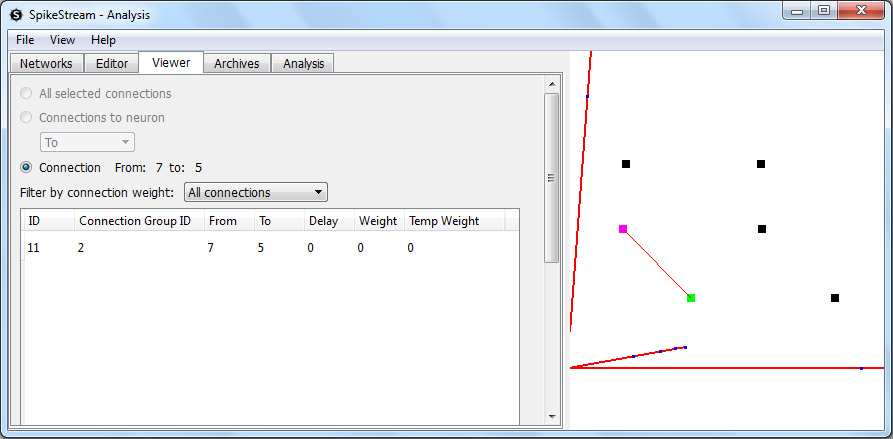 SpikeStream - Analysis
File View Help
Networks Editor Viewer Archives Analysis
All selected connections
Connections to neuron
To
Connection From: 7 to: 5
Filter by connection weight: All connections
ID Connection Group ID From To Delay Weight Temp Weight
11 2 7 5 0 0 0